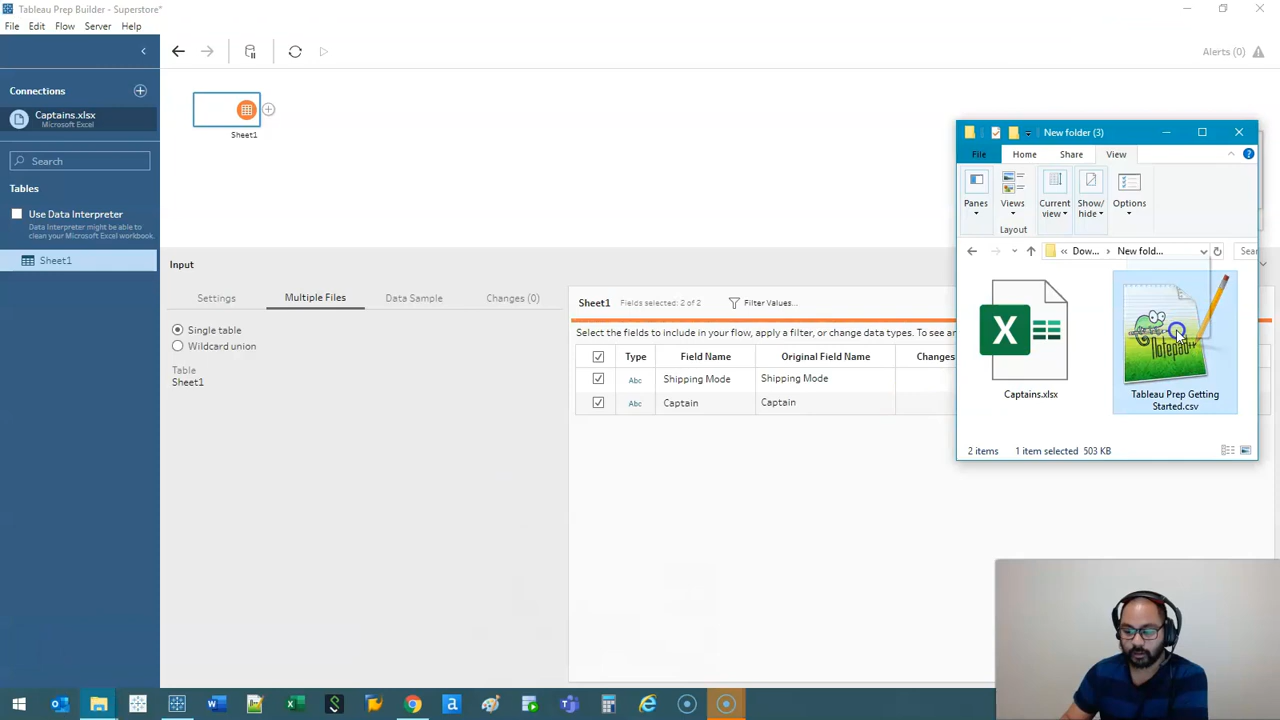 Tableau Prep Builder - Superstore*
File Edit Flow Server Help
Alerts (0)
Connections
Captains.xlsx
Microsoft Excel
Search
Tables
Use Data Interpreter
Data Interpreter might be able to
clean your Microsoft Excel workbook.
Sheet1
Sheet1
Input
Settings Multiple Files Data Sample Changes (0)
Single table
Wildcard union
Table
Sheet1
Sheet1 Fields selected: 2 of 2 Filter Values...
Select the fields to include in your flow, apply a filter, or change data types. To see an
Type Field Name Original Field Name Changes
Abc Shipping Mode Shipping Mode
Abc Captain Captain
New folder (3)
File Home Share View
Panes Views Current view Show/hide Options
Layout
« Dow... › New fold... Sea
Notepad++
Captains.xlsx
Tableau Prep Getting
Started.csv
2 items 1 item selected 503 KB